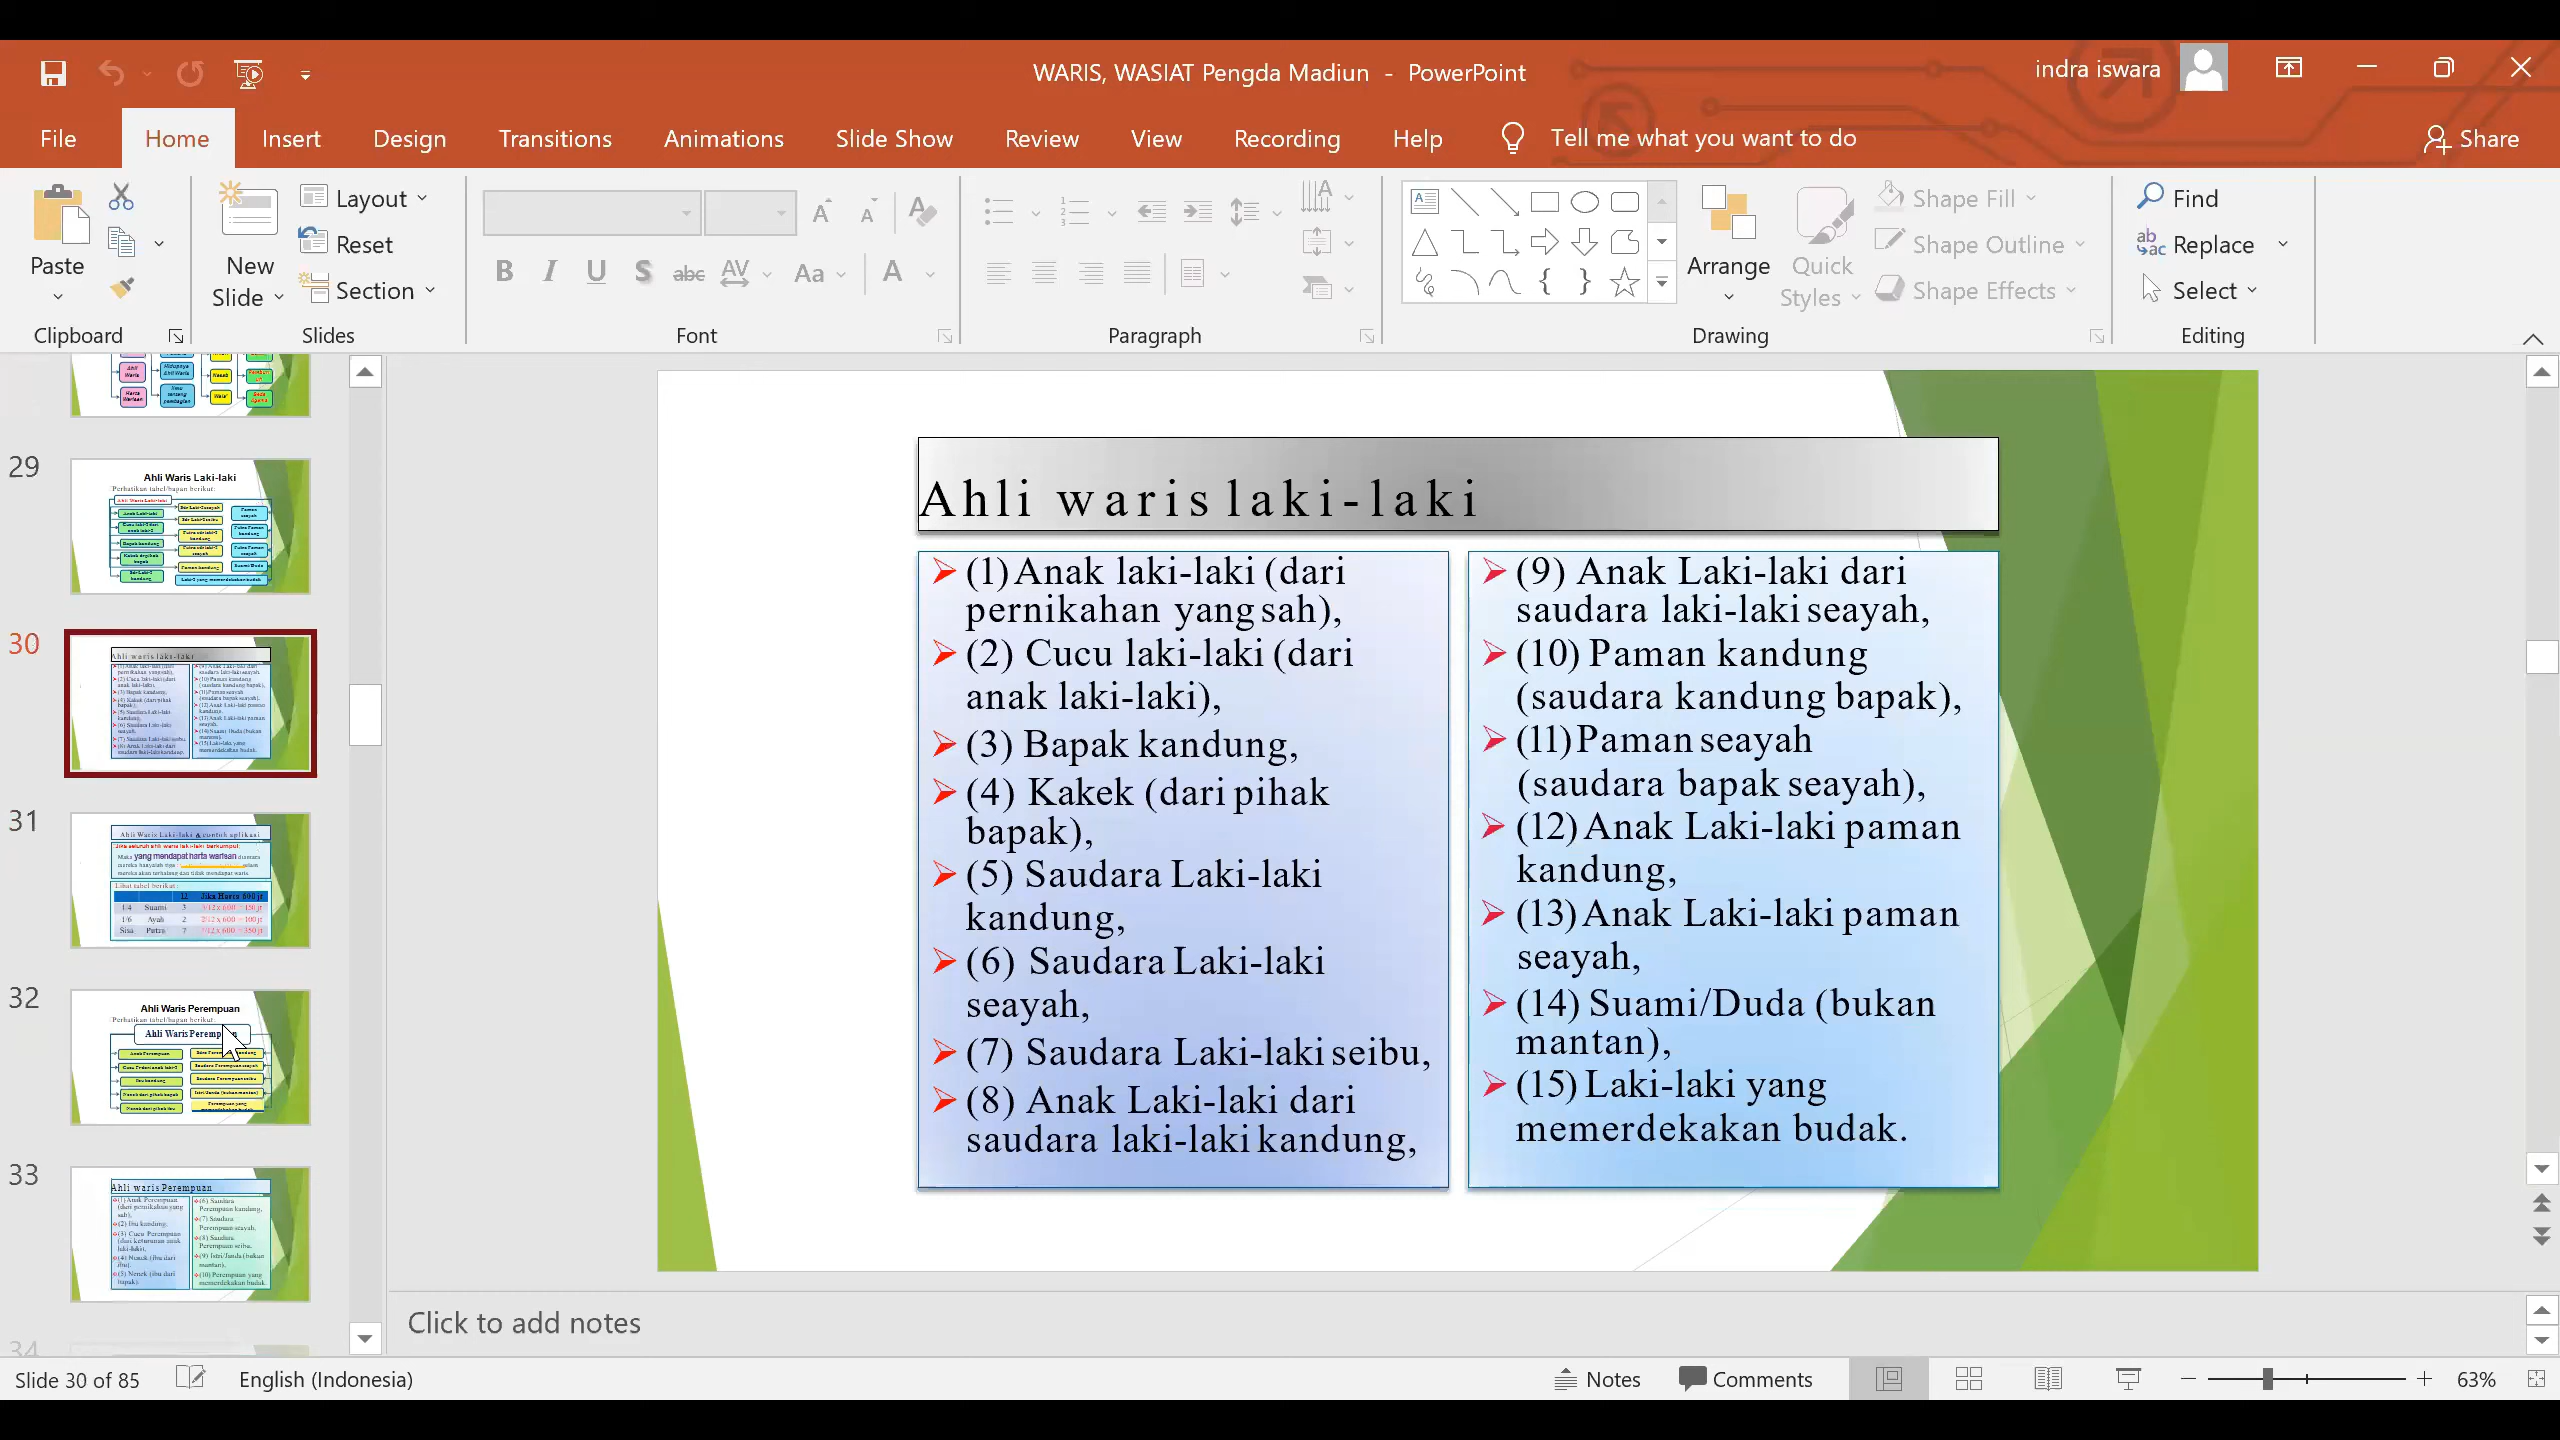 WARIS, WASIAT Pengda Madiun - PowerPoint
indra iswara
File Home Insert Design Transitions Animations Slide Show Review View Recording Help Tell me what you want to do Share
Paste
New Slide
Layout
Reset
Section
Arrange
Quick Styles
Shape Fill
Shape Outline
Shape Effects
Find
Replace
Select
Clipboard Slides Font Paragraph Drawing Editing
29
Ahli Waris Laki-laki
Perhatikan tabel/bagan berikut:
30
31
Ahli Waris Laki-laki & contoh aplikasi
32
Ahli Waris Perempuan
Perhatikan tabel/bagan berikut:
33
Ahli waris Perempuan
34
Ahli waris laki-laki
(1)Anak laki-laki (dari
pernikahan yang sah),
(2) Cucu laki-laki (dari
anak laki-laki),
(3) Bapak kandung,
(4) Kakek (dari pihak
bapak),
(5) Saudara Laki-laki
kandung,
(6) Saudara Laki-laki
seayah,
(7) Saudara Laki-laki seibu,
(8) Anak Laki-laki dari
saudara laki-laki kandung,
(9) Anak Laki-laki dari
saudara laki-laki seayah,
(10) Paman kandung
(saudara kandung bapak),
(11)Paman seayah
(saudara bapak seayah),
(12)Anak Laki-laki paman
kandung,
(13)Anak Laki-laki paman
seayah,
(14) Suami/Duda (bukan
mantan),
(15) Laki-laki yang
memerdekakan budak.
Click to add notes
Slide 30 of 85 English (Indonesia) Notes Comments 63%